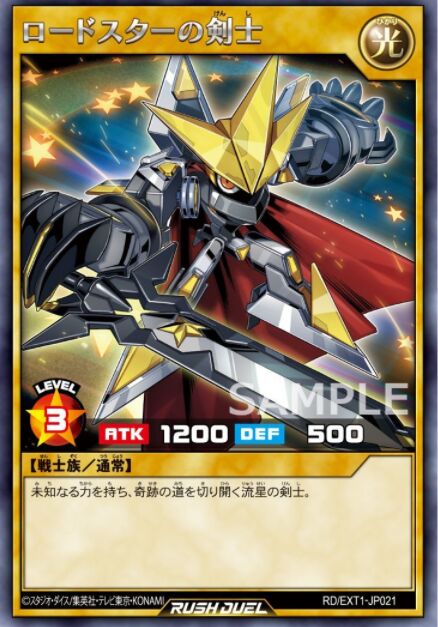 ロードスターの剣士
光
SAMPLE
LEVEL
3
ATK 1200 DEF 500
【戦士族／通常】
未知なる力を持ち、奇跡の道を切り開く流星の剣士。
©スタジオ・ダイス/集英社・テレビ東京・KONAMI
RD/EXT1-JP021
RUSH DUEL